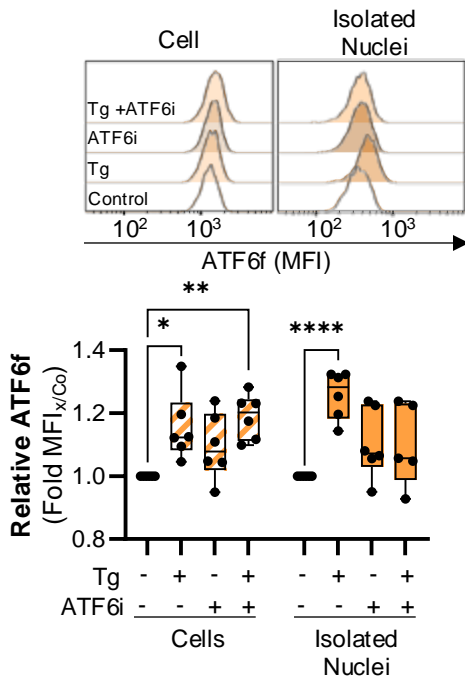 Cell
Isolated
Nuclei
Tg +ATF6i
ATF6i
Tg
Control
10² 10³ 10² 10³
ATF6f (MFI)
**
*
****
Relative ATF6f
(Fold MFIx/Co)
1.4
1.2
1.0
0.8
Tg - + - + - + - +
ATF6i - - + + - - + +
Cells
Isolated
Nuclei